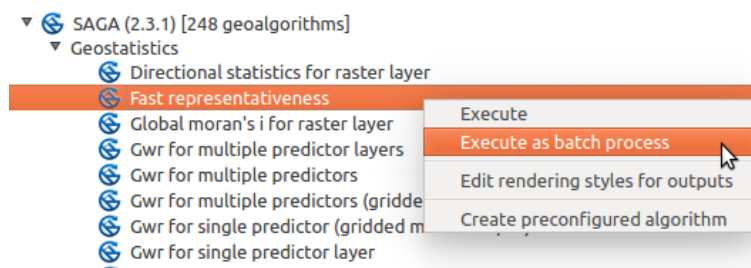 SAGA (2.3.1) [248 geoalgorithms]
Geostatistics
Directional statistics for raster layer
Fast representativeness
Global moran's i for raster layer
Gwr for multiple predictor layers
Gwr for multiple predictors
Gwr for multiple predictors (gridde
Gwr for single predictor (gridded m
Gwr for single predictor layer
Execute
Execute as batch process
Edit rendering styles for outputs
Create preconfigured algorithm